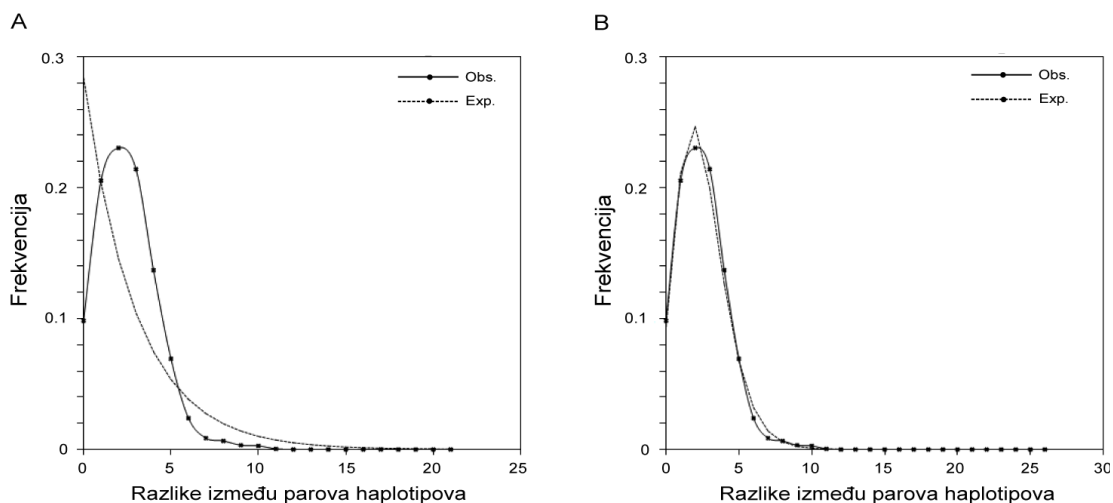 A
0.3
0.2
0.1
0
Frekvencija
Obs.
Exp.
0 5 10 15 20 25
Razlike između parova haplotipova
B
0.3
0.2
0.1
0
Frekvencija
Obs.
Exp.
0 5 10 15 20 25 30
Razlike između parova haplotipova